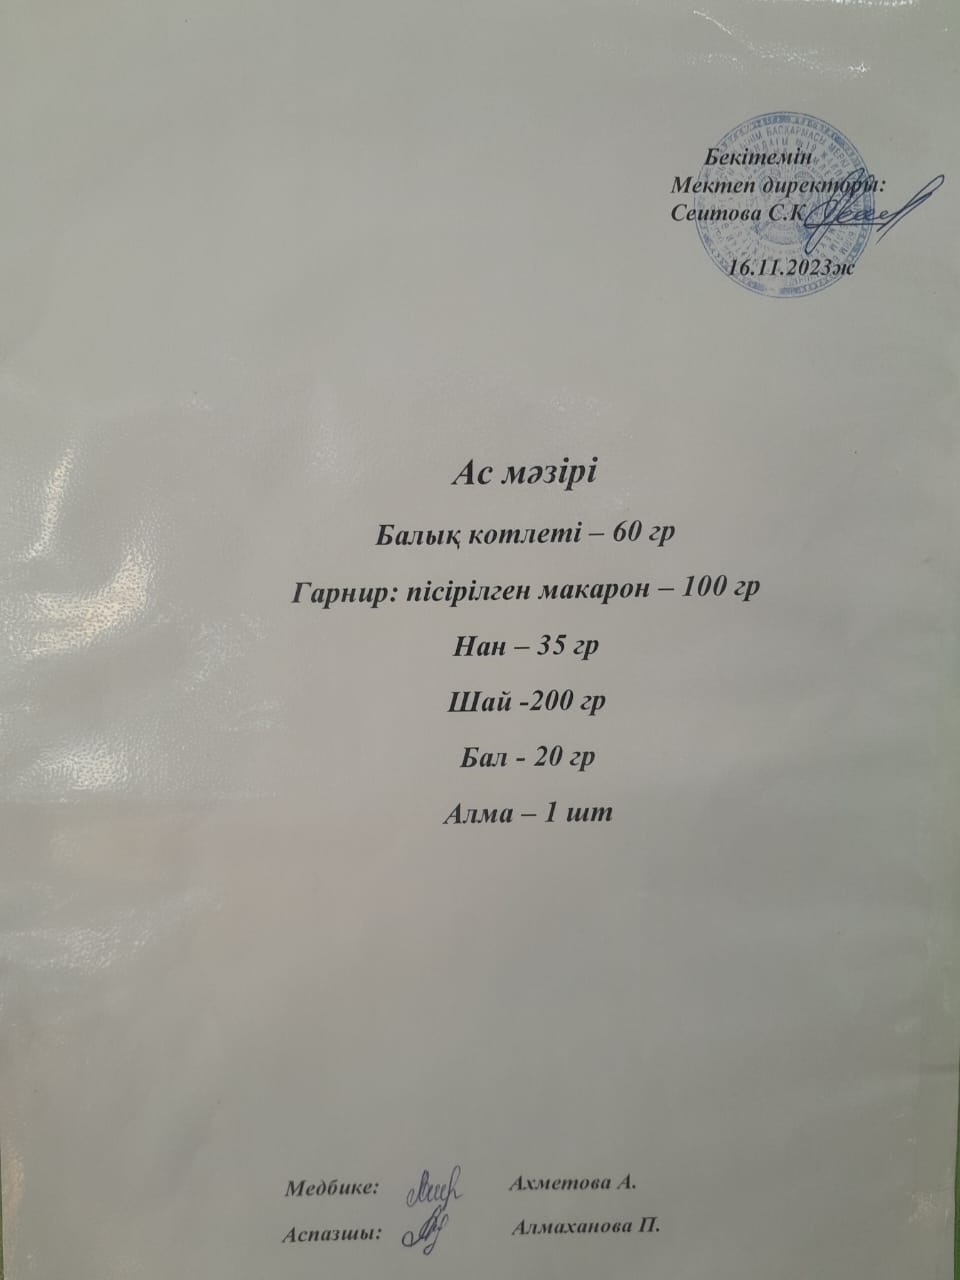 Бекітемін
Мектеп директоры:
Сеитова С.К
16.11.2023ж
Ас мәзірі
Балық котлеті – 60 гр
Гарнир: пісірілген макарон – 100 гр
Нан – 35 гр
Шай -200 гр
Бал - 20 гр
Алма – 1 шт
Медбике: Ахметова А.
Аспазшы: Алмаханова П.